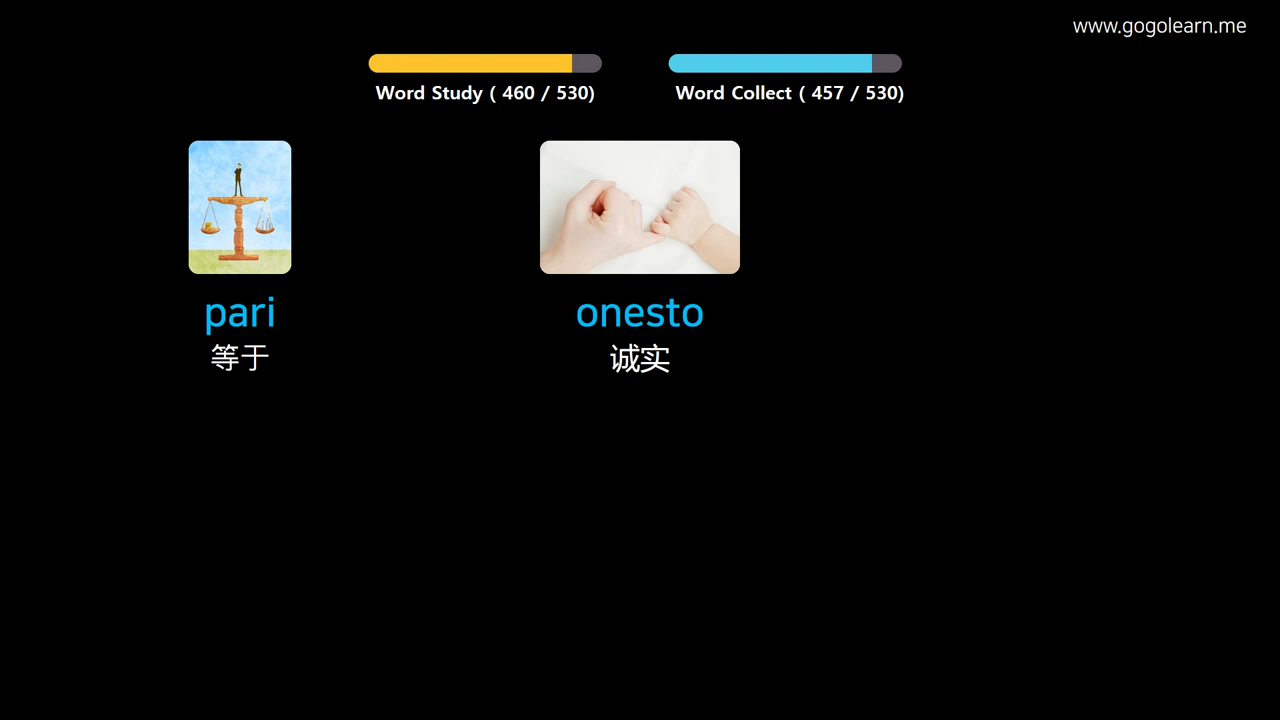 www.gogolearn.me
Word Study ( 460 / 530)
Word Collect ( 457 / 530)
pari
等于
onesto
诚实